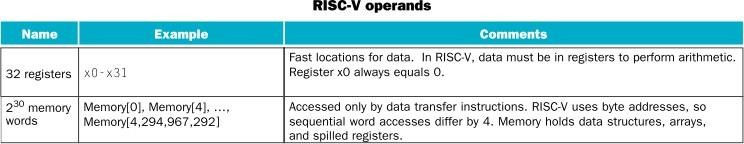 RISC-V operands
Name Example Comments
32 registers x0-x31 Fast locations for data. In RISC-V, data must be in registers to perform arithmetic.
Register x0 always equals 0.
2³⁰ memory words Memory[0], Memory[4], …,
Memory[4,294,967,292] Accessed only by data transfer instructions. RISC-V uses byte addresses, so
sequential word accesses differ by 4. Memory holds data structures, arrays,
and spilled registers.